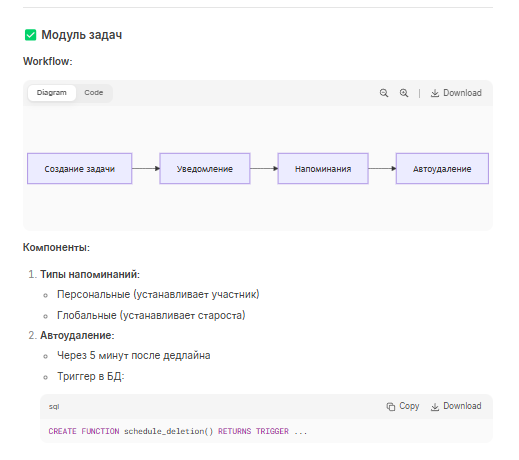 ✅ Модуль задач
Workflow:
Diagram Code Download
Создание задачи Уведомление Напоминания Автоудаление
Компоненты:
1. Типы напоминаний:
Персональные (устанавливает участник)
Глобальные (устанавливает староста)
2. Автоудаление:
Через 5 минут после дедлайна
Триггер в БД:
sql Copy Download
CREATE FUNCTION schedule_deletion() RETURNS TRIGGER ...